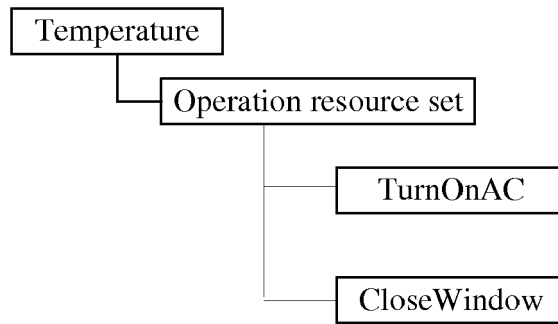 Temperature
Operation resource set
TurnOnAC
CloseWindow